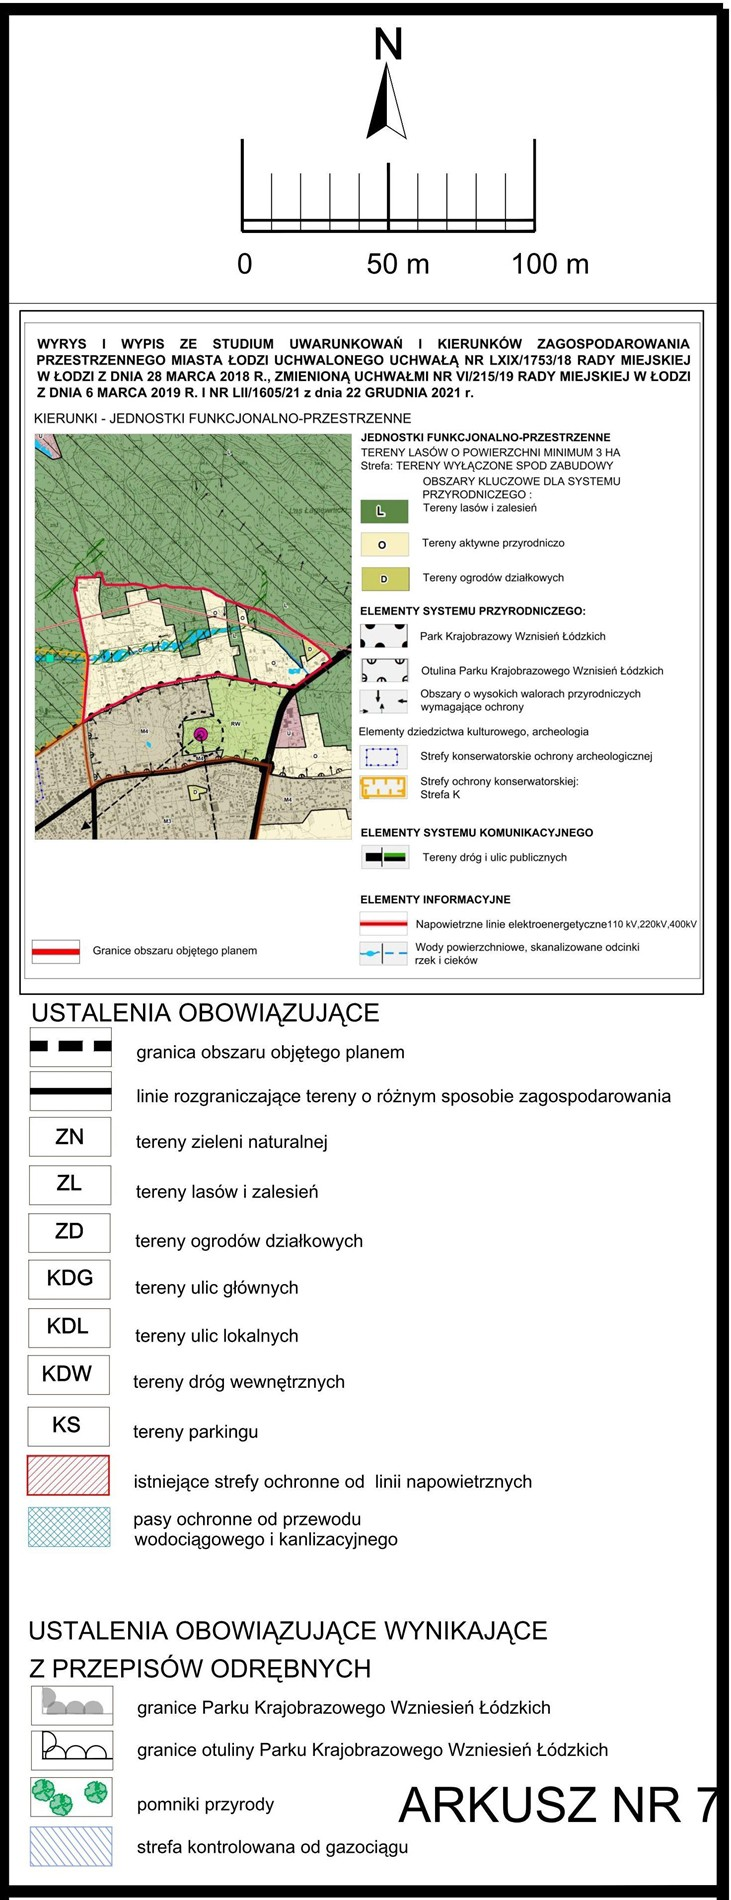 N
0 50 m 100 m
WYRYS I WYPIS ZE STUDIUM UWARUNKOWAŃ I KIERUNKÓW ZAGOSPODAROWANIA
PRZESTRZENNEGO MIASTA ŁODZI UCHWALONEGO UCHWAŁĄ NR LXIX/1753/18 RADY MIEJSKIEJ
W ŁODZI Z DNIA 28 MARCA 2018 R., ZMIENIONĄ UCHWAŁMI NR VI/215/19 RADY MIEJSKIEJ W ŁODZI
Z DNIA 6 MARCA 2019 R. I NR LII/1605/21 z dnia 22 GRUDNIA 2021 r.
KIERUNKI - JEDNOSTKI FUNKCJONALNO-PRZESTRZENNE
Las Łagiewnicki
L
O
O
O
O
D
RW
M4
M4
U
O
D
M4
M3
JEDNOSTKI FUNKCJONALNO-PRZESTRZENNE
TERENY LASÓW O POWIERZCHNI MINIMUM 3 HA
Strefa: TERENY WYŁĄCZONE SPOD ZABUDOWY
OBSZARY KLUCZOWE DLA SYSTEMU
PRZYRODNICZEGO :
L Tereny lasów i zalesień
O Tereny aktywne przyrodniczo
D Tereny ogrodów działkowych
ELEMENTY SYSTEMU PRZYRODNICZEGO:
Park Krajobrazowy Wznisień Łódzkich
Otulina Parku Krajobrazowego Wznisień Łódzkich
Obszary o wysokich walorach przyrodniczych
wymagające ochrony
Elementy dziedzictwa kulturowego, archeologia
Strefy konserwatorskie ochrony archeologicznej
Strefy ochrony konserwatorskiej:
Strefa K
ELEMENTY SYSTEMU KOMUNIKACYJNEGO
Tereny dróg i ulic publicznych
ELEMENTY INFORMACYJNE
Napowietrzne linie elektroenergetyczne110 kV,220kV,400kV
Wody powierzchniowe, skanalizowane odcinki
rzek i cieków
Granice obszaru objętego planem
USTALENIA OBOWIĄZUJĄCE
granica obszaru objętego planem
linie rozgraniczające tereny o różnym sposobie zagospodarowania
ZN tereny zieleni naturalnej
ZL tereny lasów i zalesień
ZD tereny ogrodów działkowych
KDG tereny ulic głównych
KDL tereny ulic lokalnych
KDW tereny dróg wewnętrznych
KS tereny parkingu
istniejące strefy ochronne od linii napowietrznych
pasy ochronne od przewodu
wodociągowego i kanlizacyjnego
USTALENIA OBOWIĄZUJĄCE WYNIKAJĄCE
Z PRZEPISÓW ODRĘBNYCH
granice Parku Krajobrazowego Wzniesień Łódzkich
granice otuliny Parku Krajobrazowego Wzniesień Łódzkich
pomniki przyrody
ARKUSZ NR 7
strefa kontrolowana od gazociągu